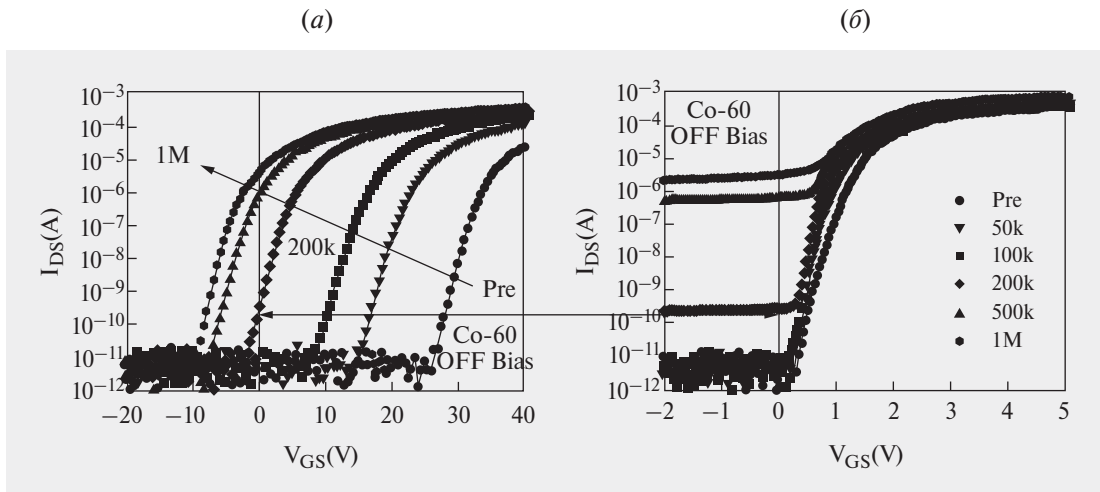 (а)
10⁻³
10⁻⁴
10⁻⁵
10⁻⁶
10⁻⁷
10⁻⁸
10⁻⁹
10⁻¹⁰
10⁻¹¹
10⁻¹²
I_DS(A)
1M
200k
Pre
Co-60
OFF Bias
−20 −10 0 10 20 30 40
V_GS(V)
(б)
10⁻³
10⁻⁴
10⁻⁵
10⁻⁶
10⁻⁷
10⁻⁸
10⁻⁹
10⁻¹⁰
10⁻¹¹
10⁻¹²
I_DS(A)
Co-60
OFF Bias
Pre
50k
100k
200k
500k
1M
−2 −1 0 1 2 3 4 5
V_GS(V)